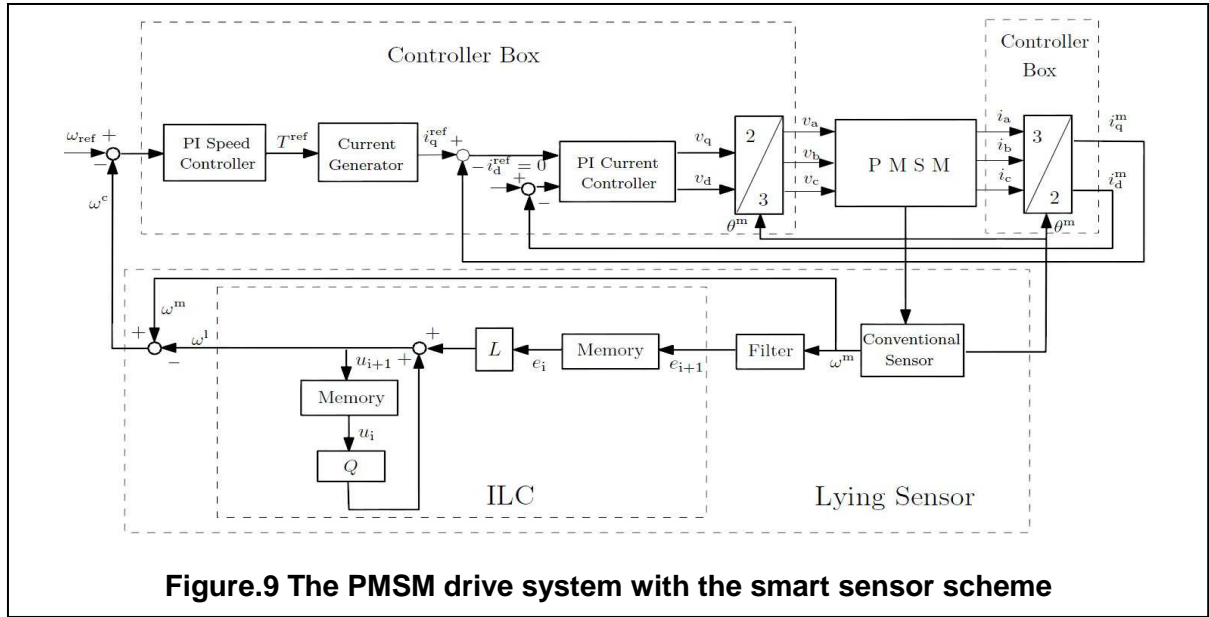 Controller Box
Controller
Box
ω_ref +
−
PI Speed
Controller
T^ref
Current
Generator
i_q^ref
+
− i_d^ref = 0
+
−
PI Current
Controller
v_q
v_d
2
3
θ^m
v_a
v_b
v_c
P M S M
i_a
i_b
i_c
3
2
θ^m
i_q^m
i_d^m
ω^c
ω^m
+
−
ω^l
u_{i+1}
+
+
L
e_i
Memory
e_{i+1}
Filter
ω^m
Conventional
Sensor
Memory
u_i
Q
ILC
Lying Sensor
Figure.9 The PMSM drive system with the smart sensor scheme